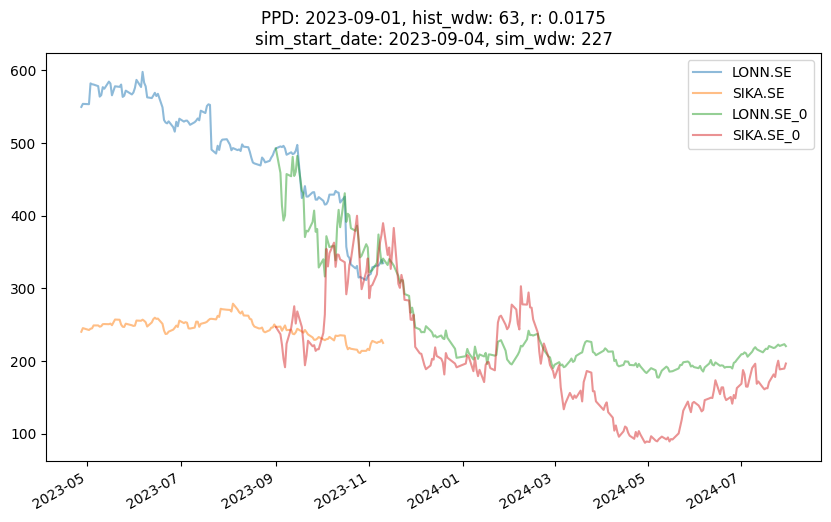 PPD: 2023-09-01, hist_wdw: 63, r: 0.0175
sim_start_date: 2023-09-04, sim_wdw: 227
LONN.SE
SIKA.SE
LONN.SE_0
SIKA.SE_0
600
500
400
300
200
100
2023-05
2023-07
2023-09
2023-11
2024-01
2024-03
2024-05
2024-07